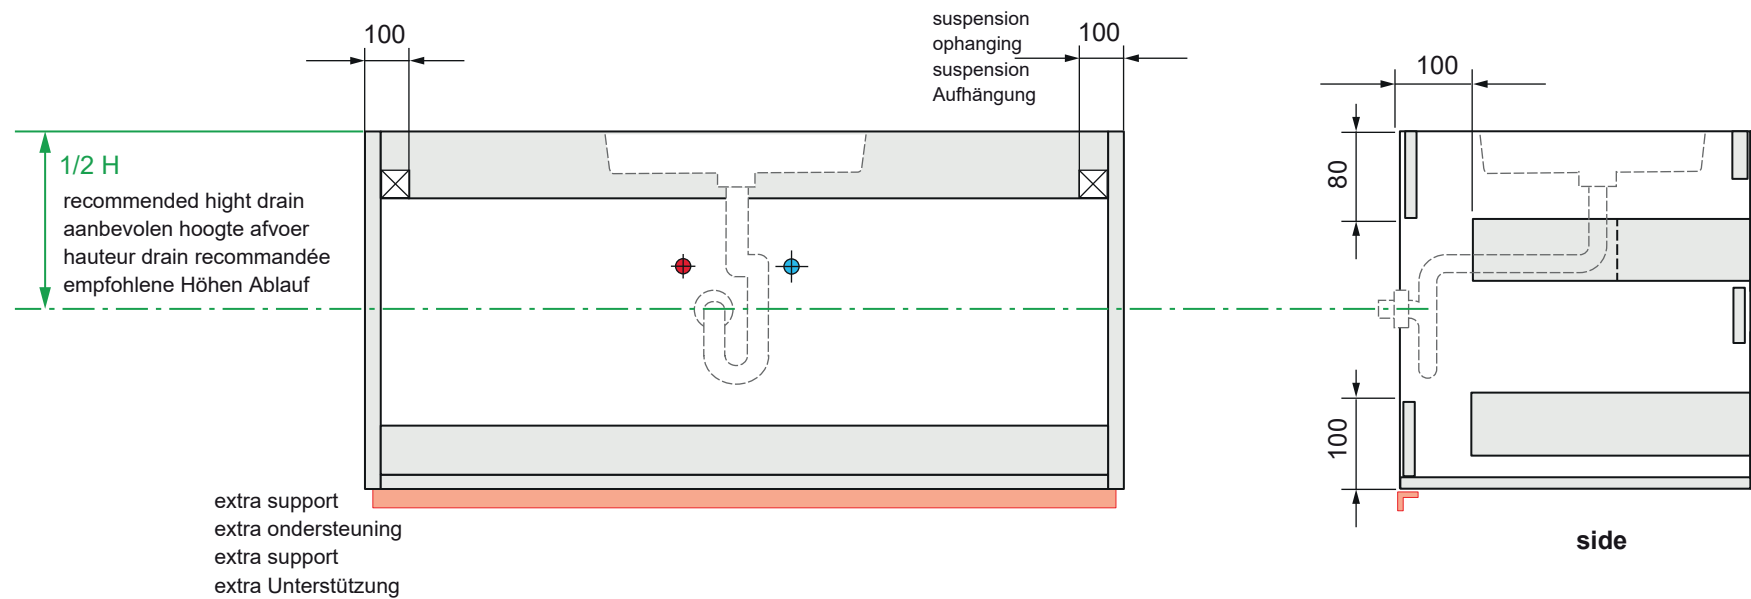 100
suspension
ophanging
suspension
Aufhängung
100
100
1/2 H
recommended hight drain
aanbevolen hoogte afvoer
hauteur drain recommandée
empfohlene Höhen Ablauf
80
100
extra support
extra ondersteuning
extra support
extra Unterstützung
side